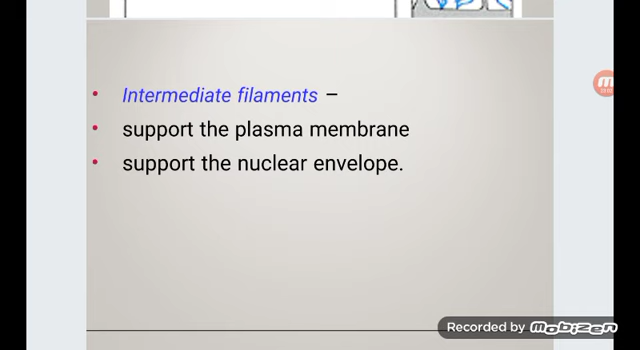 Intermediate filaments –
support the plasma membrane
support the nuclear envelope.
Recorded by mobizen